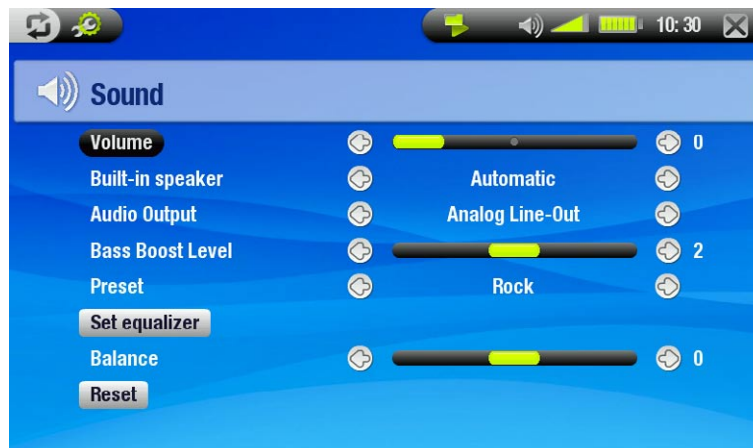 10:30
Sound
Volume 0
Built-in speaker Automatic
Audio Output Analog Line-Out
Bass Boost Level 2
Preset Rock
Set equalizer
Balance 0
Reset